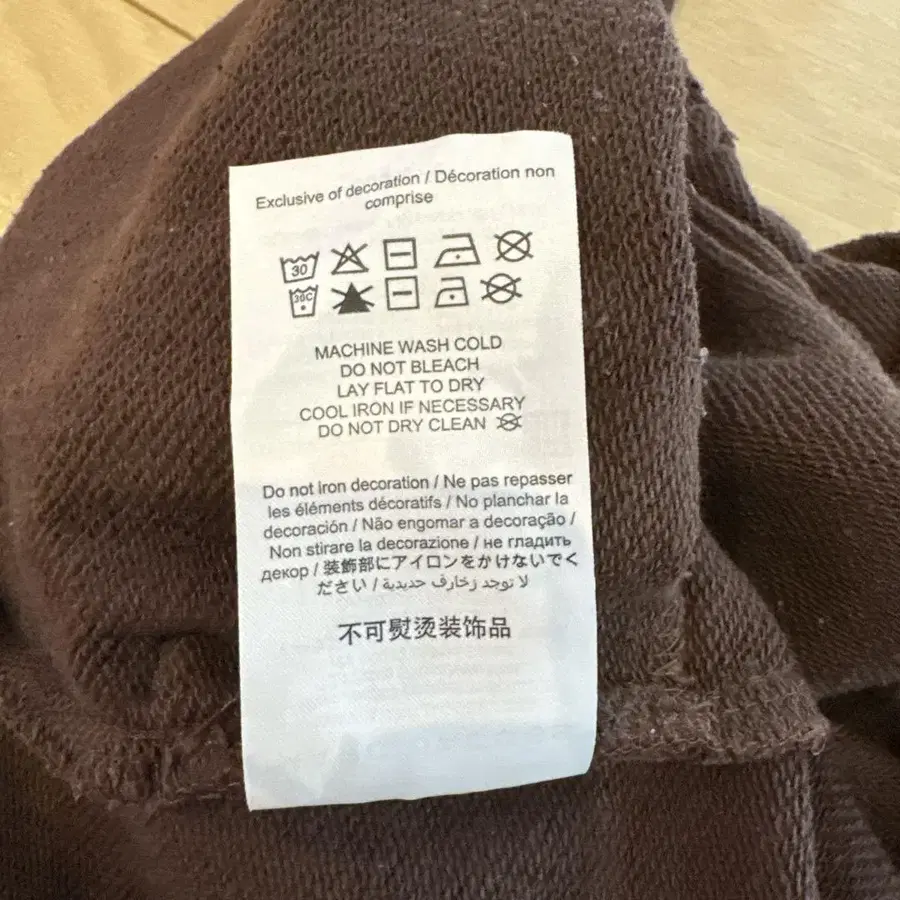 Exclusive of decoration / Décoration non
comprise
30
30C
MACHINE WASH COLD
DO NOT BLEACH
LAY FLAT TO DRY
COOL IRON IF NECESSARY
DO NOT DRY CLEAN
Do not iron decoration / Ne pas repasser
les éléments décoratifs / No planchar la
decoración / Não engomar a decoração /
Non stirare la decorazione / не гладить
декор / 装飾部にアイロンをかけないでく
ださい / لا توجد زخارف حديدية
不可熨烫装饰品